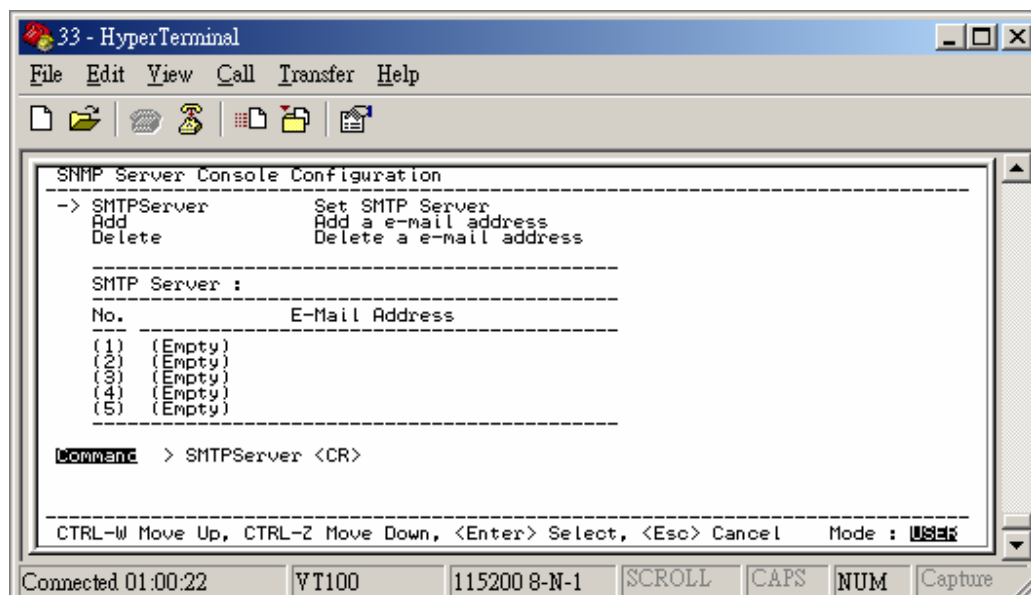 33 - HyperTerminal
File Edit View Call Transfer Help
SNMP Server Console Configuration
-> SMTPServer Set SMTP Server
Add Add a e-mail address
Delete Delete a e-mail address
SMTP Server :
No. E-Mail Address
(1) (Empty)
(2) (Empty)
(3) (Empty)
(4) (Empty)
(5) (Empty)
Command > SMTPServer <CR>
CTRL-W Move Up, CTRL-Z Move Down, <Enter> Select, <Esc> Cancel Mode : USER
Connected 01:00:22 VT100 115200 8-N-1 SCROLL CAPS NUM Capture